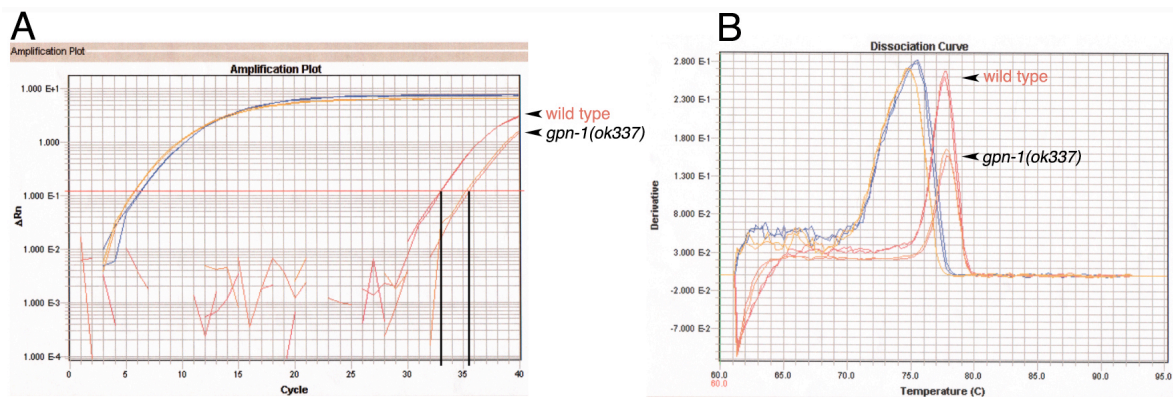 A
B
Amplification Plot
Amplification Plot
1.000 E+1
1.000
1.000 E-1
1.000 E-2
1.000 E-3
1.000 E-4
ΔRn
0 5 10 15 20 25 30 35 40
Cycle
wild type
gpn-1(ok337)
Dissociation Curve
2.800 E-1
2.300 E-1
1.800 E-1
1.300 E-1
8.000 E-2
3.000 E-2
-2.000 E-2
-7.000 E-2
Derivative
60.0 65.0 70.0 75.0 80.0 85.0 90.0 95.0
60.0
Temperature (C)
wild type
gpn-1(ok337)